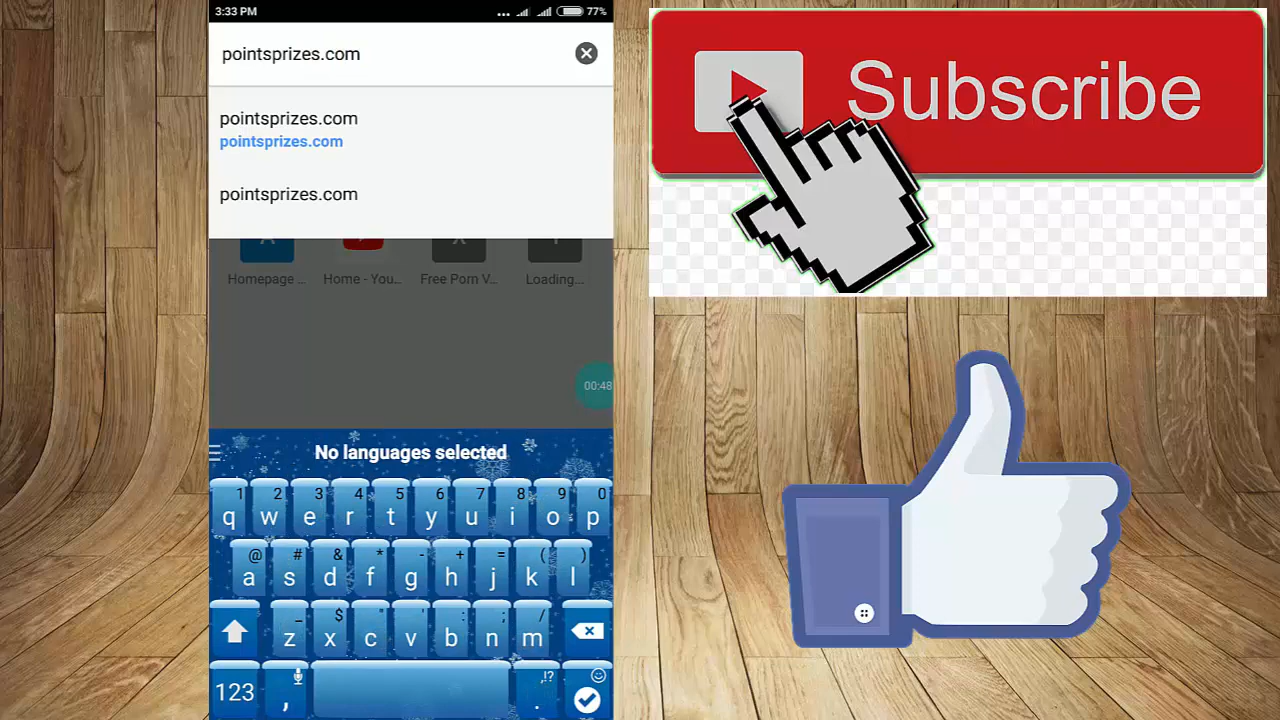 3:33 PM
77%
pointsprizes.com
pointsprizes.com
pointsprizes.com
pointsprizes.com
Homepage ...
Home - You...
Free Porn V...
Loading...
00:48
No languages selected
1 2 3 4 5 6 7 8 9 0
q w e r t y u i o p
@ # & * - + = ( )
a s d f g h j k l
_ $ " ' : ; /
z x c v b n m
123 , ,!? .
Subscribe